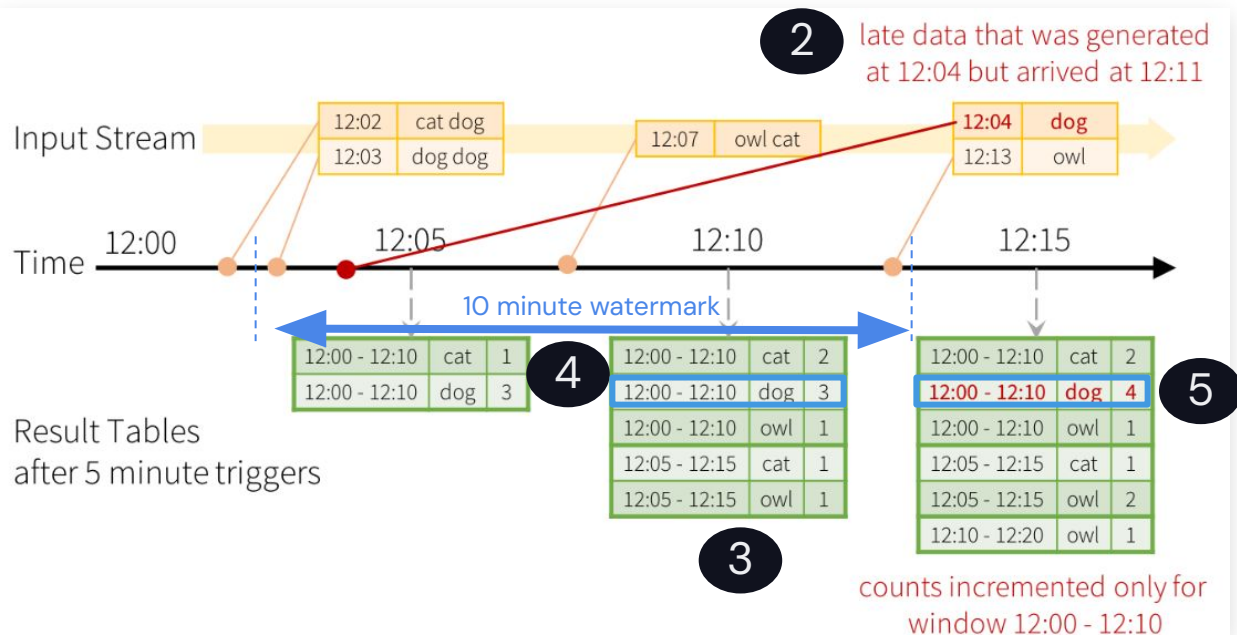 2
late data that was generated
at 12:04 but arrived at 12:11
Input Stream
12:02 cat dog
12:03 dog dog
12:07 owl cat
12:04 dog
12:13 owl
Time
12:00
12:05
12:10
12:15
10 minute watermark
Result Tables
after 5 minute triggers
12:00 - 12:10 cat 1
12:00 - 12:10 dog 3
4
12:00 - 12:10 cat 2
12:00 - 12:10 dog 3
12:00 - 12:10 owl 1
12:05 - 12:15 cat 1
12:05 - 12:15 owl 1
3
12:00 - 12:10 cat 2
12:00 - 12:10 dog 4
12:00 - 12:10 owl 1
12:05 - 12:15 cat 1
12:05 - 12:15 owl 2
12:10 - 12:20 owl 1
5
counts incremented only for
window 12:00 - 12:10